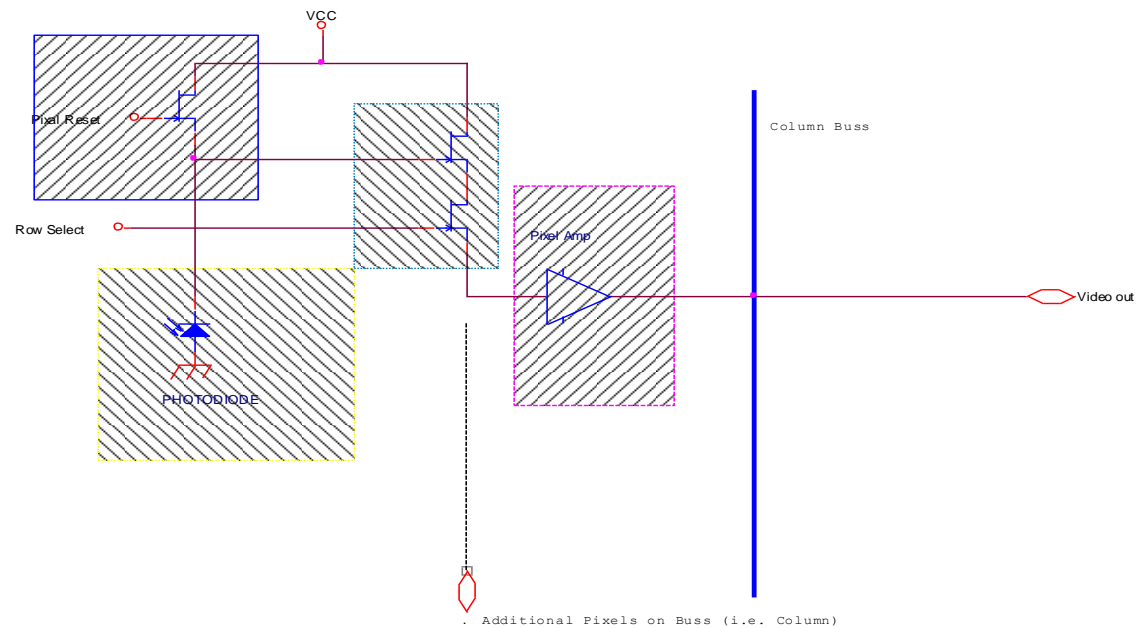 VCC
Pixal Reset
Column Buss
Row Select
Pixel Amp
Video out
PHOTODIODE
. Additional Pixels on Buss (i.e. Column)